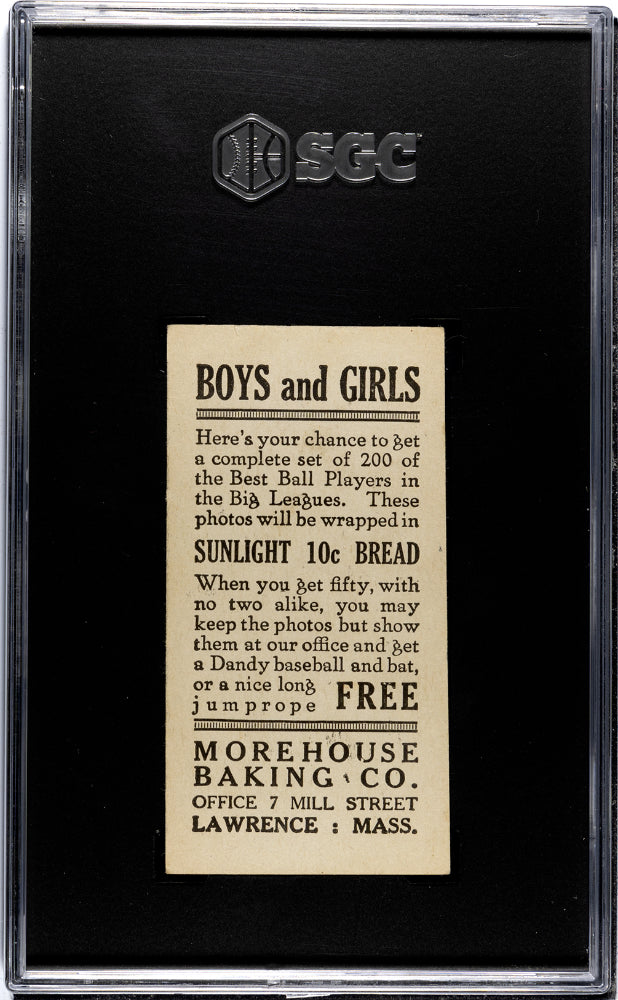 SGC
BOYS and GIRLS
Here's your chance to get
a complete set of 200 of
the Best Ball Players in
the Big Leagues. These
photos will be wrapped in
SUNLIGHT 10c BREAD
When you get fifty, with
no two alike, you may
keep the photos but show
them at our office and get
a Dandy baseball and bat,
or a nice long
jumprope FREE
MOREHOUSE
BAKING CO.
OFFICE 7 MILL STREET
LAWRENCE : MASS.